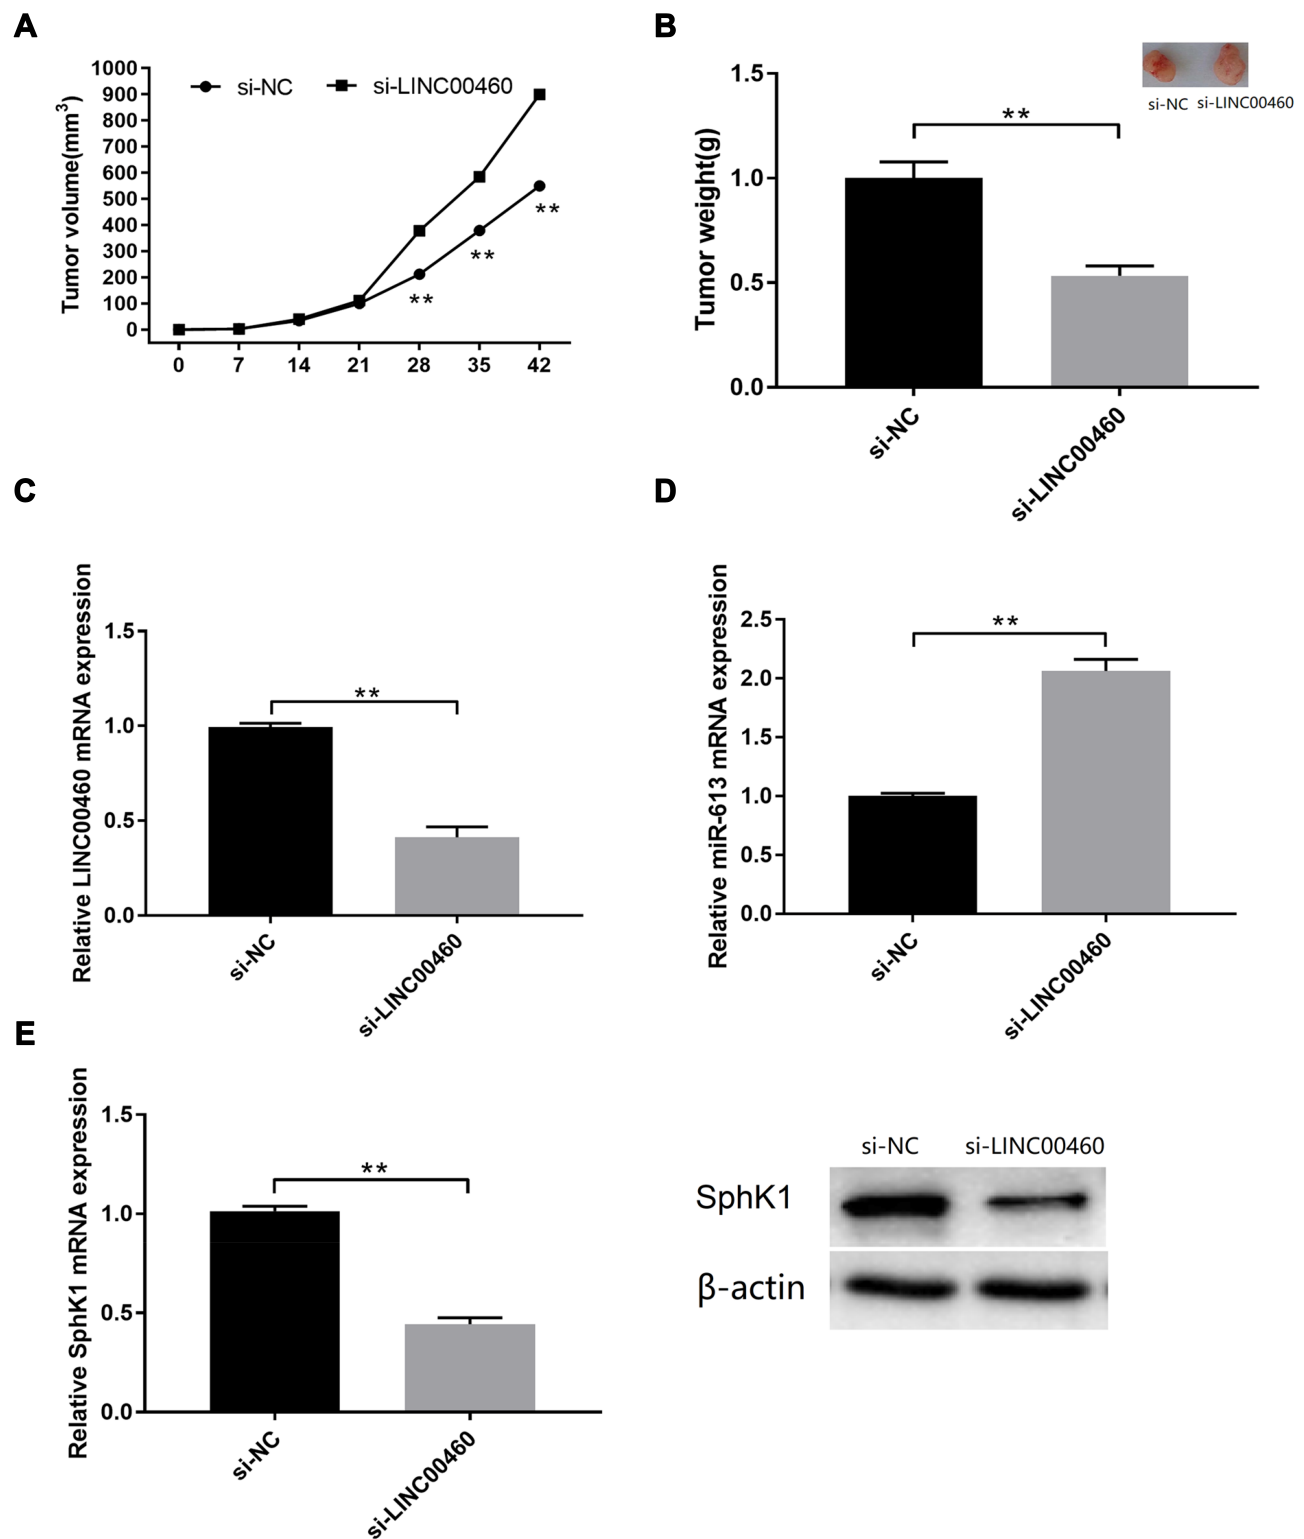 A
si-NC
si-LINC00460
Tumor volume(mm³)
1000
900
800
700
600
500
400
300
200
100
0
**
**
**
0 7 14 21 28 35 42
B
si-NC si-LINC00460
Tumor weight(g)
1.5
1.0
0.5
0.0
**
si-NC
si-LINC00460
C
Relative LINC00460 mRNA expression
1.5
1.0
0.5
0.0
**
si-NC
si-LINC00460
D
Relative miR-613 mRNA expression
2.5
2.0
1.5
1.0
0.5
0.0
**
si-NC
si-LINC00460
E
Relative SphK1 mRNA expression
1.5
1.0
0.5
0.0
**
si-NC
si-LINC00460
si-NC si-LINC00460
SphK1
β-actin